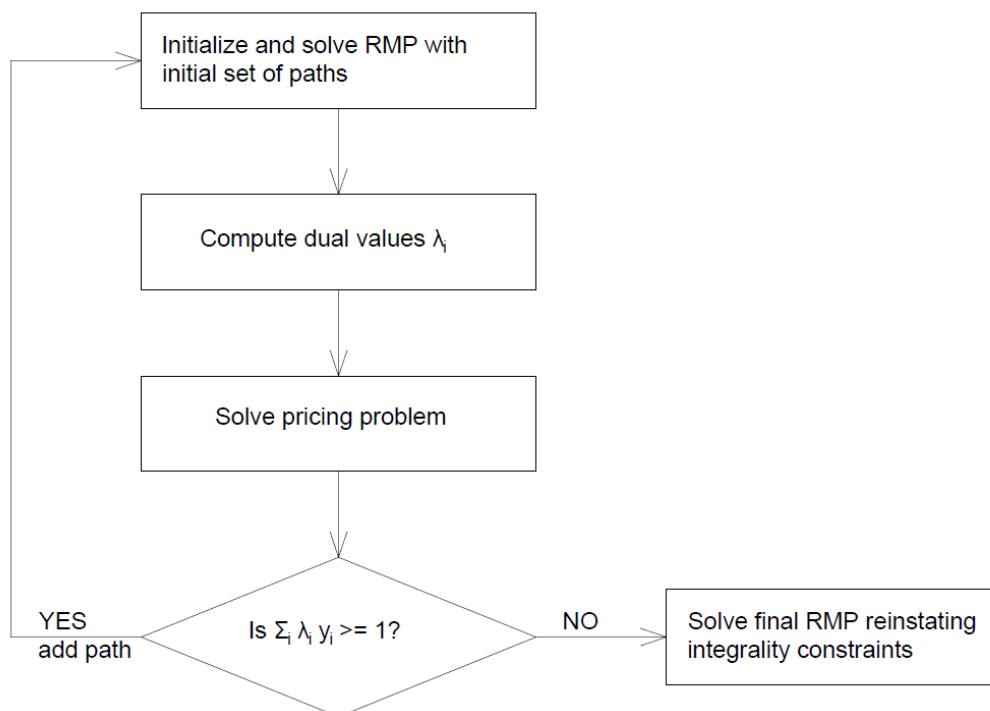 Initialize and solve RMP with
initial set of paths
Compute dual values λᵢ
Solve pricing problem
YES
add path
Is Σᵢ λᵢ yᵢ >= 1?
NO
Solve final RMP reinstating
integrality constraints